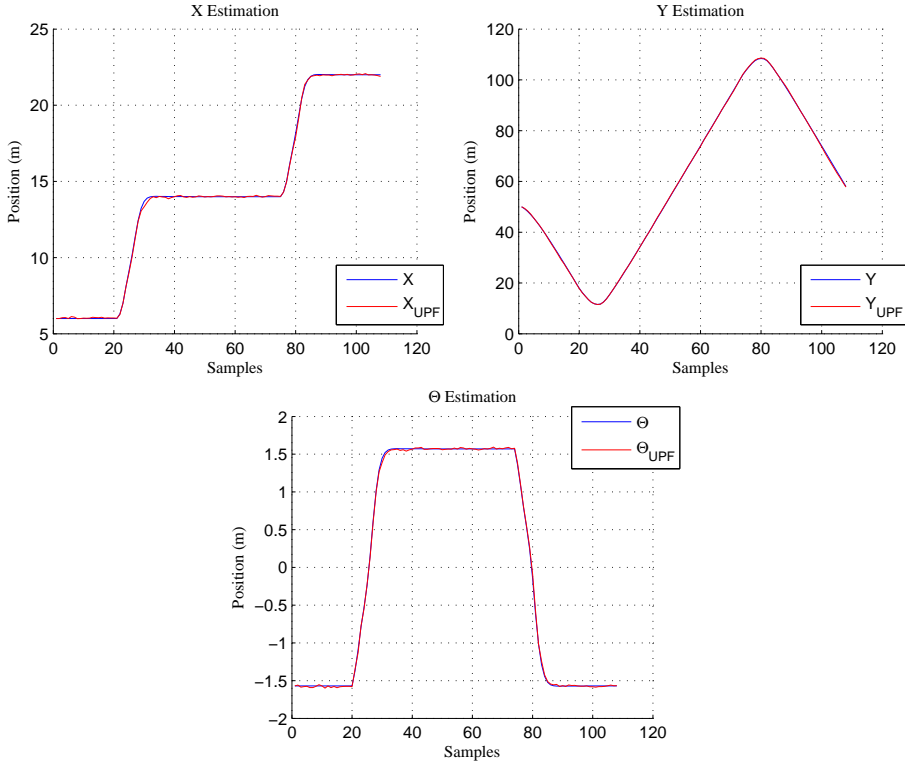 X Estimation
25
20
15
10
5
0 20 40 60 80 100 120
Position (m)
Samples
X
X_UPF
Y Estimation
120
100
80
60
40
20
0
0 20 40 60 80 100 120
Position (m)
Samples
Y
Y_UPF
Θ Estimation
2
1.5
1
0.5
0
−0.5
−1
−1.5
−2
0 20 40 60 80 100 120
Position (m)
Samples
Θ
Θ_UPF